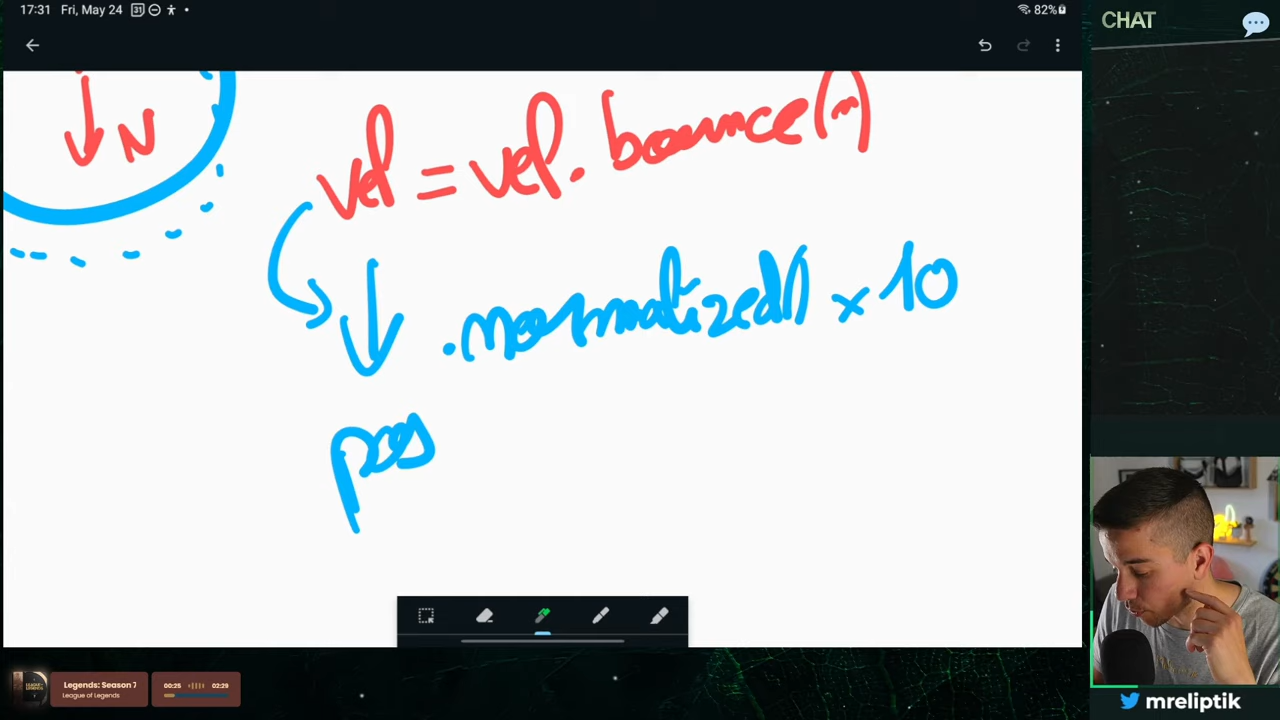 17:31 Fri, May 24 31
82%
CHAT
N
vel = vel.bounce(n)
.normalized() x 10
pos
Legends: Season 7
League of Legends
00:25 02:29
mreliptik